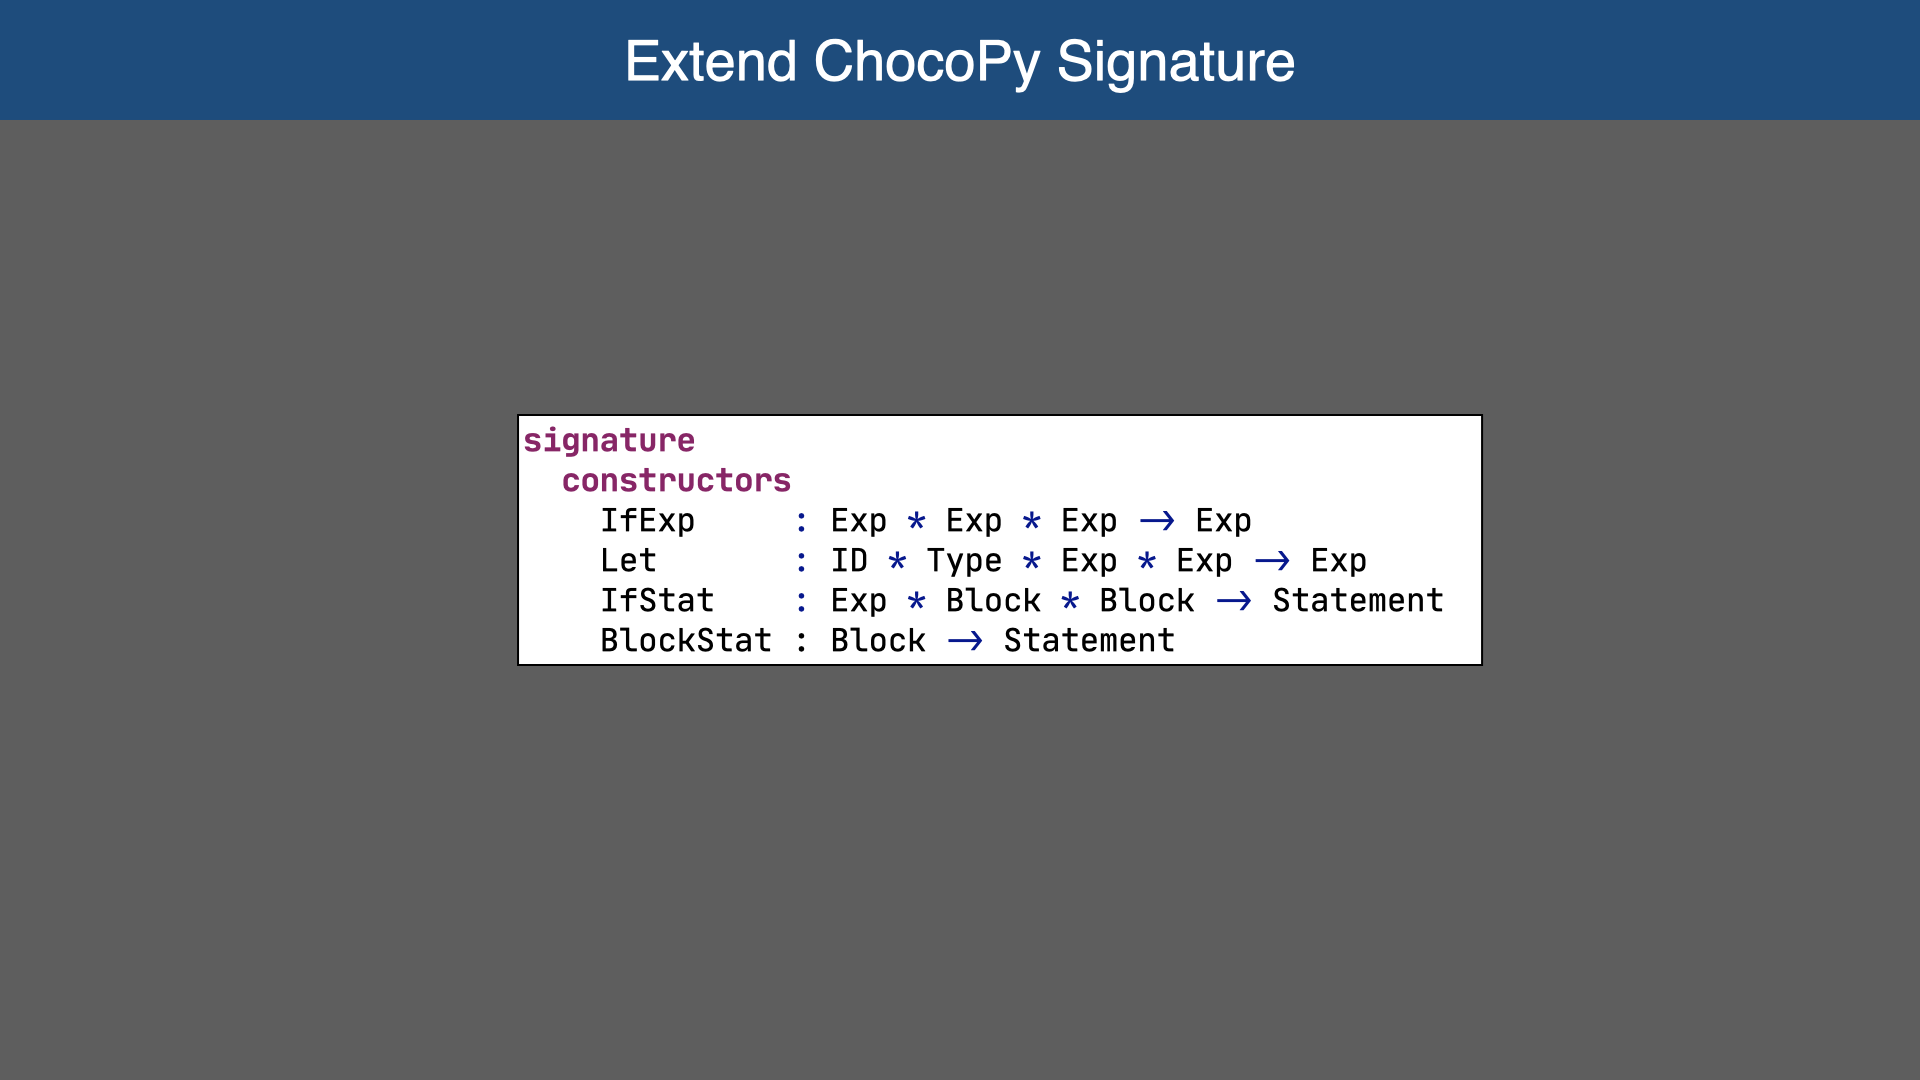 Extend ChocoPy Signature
signature
  constructors
    IfExp     : Exp * Exp * Exp → Exp
    Let       : ID * Type * Exp * Exp → Exp
    IfStat    : Exp * Block * Block → Statement
    BlockStat : Block → Statement